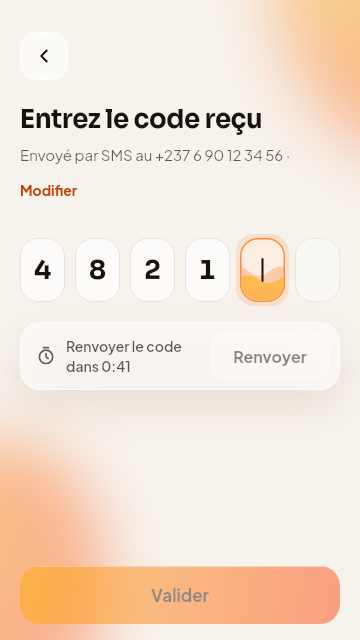 Entrez le code reçu
Envoyé par SMS au +237 6 90 12 34 56 ·
Modifier
4 8 2 1
Renvoyer le code
dans 0:41
Renvoyer
Valider